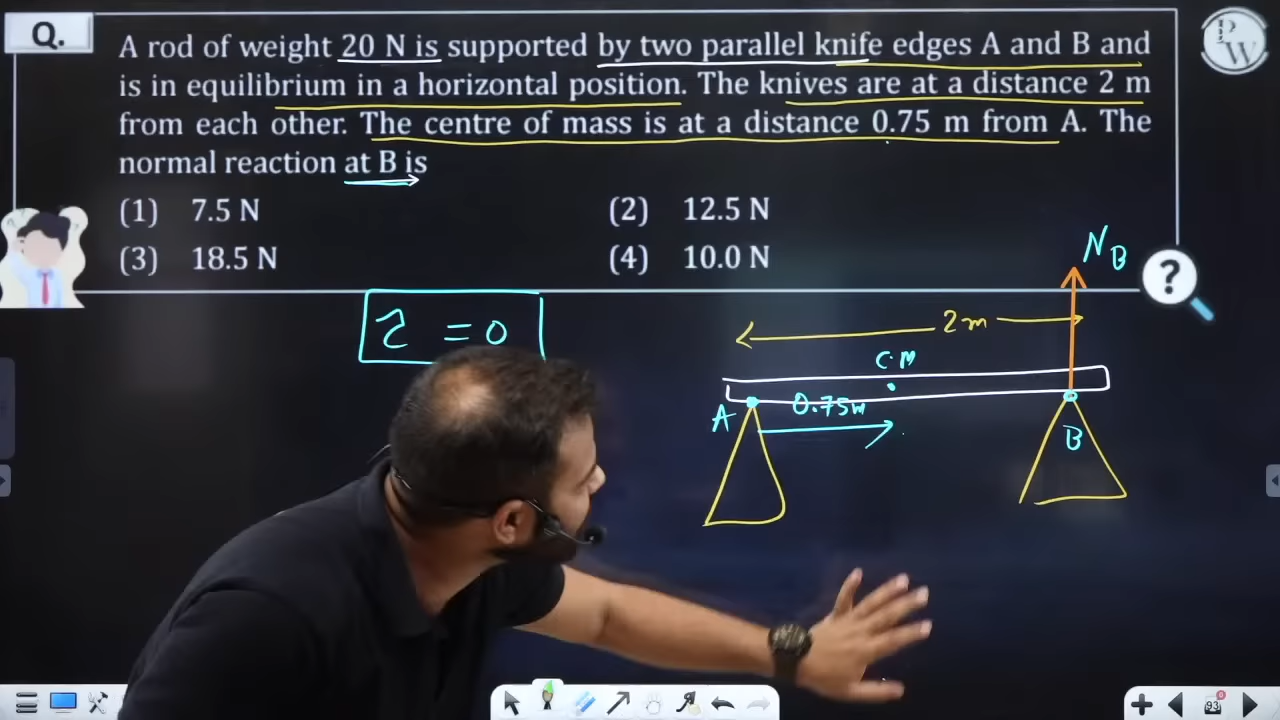 Q.
A rod of weight 20 N is supported by two parallel knife edges A and B and
is in equilibrium in a horizontal position. The knives are at a distance 2 m
from each other. The centre of mass is at a distance 0.75 m from A. The
normal reaction at B is
(1) 7.5 N
(2) 12.5 N
(3) 18.5 N
(4) 10.0 N
P
W
?
N_B
τ = 0
2m
C.M
A
0.75m
B
93